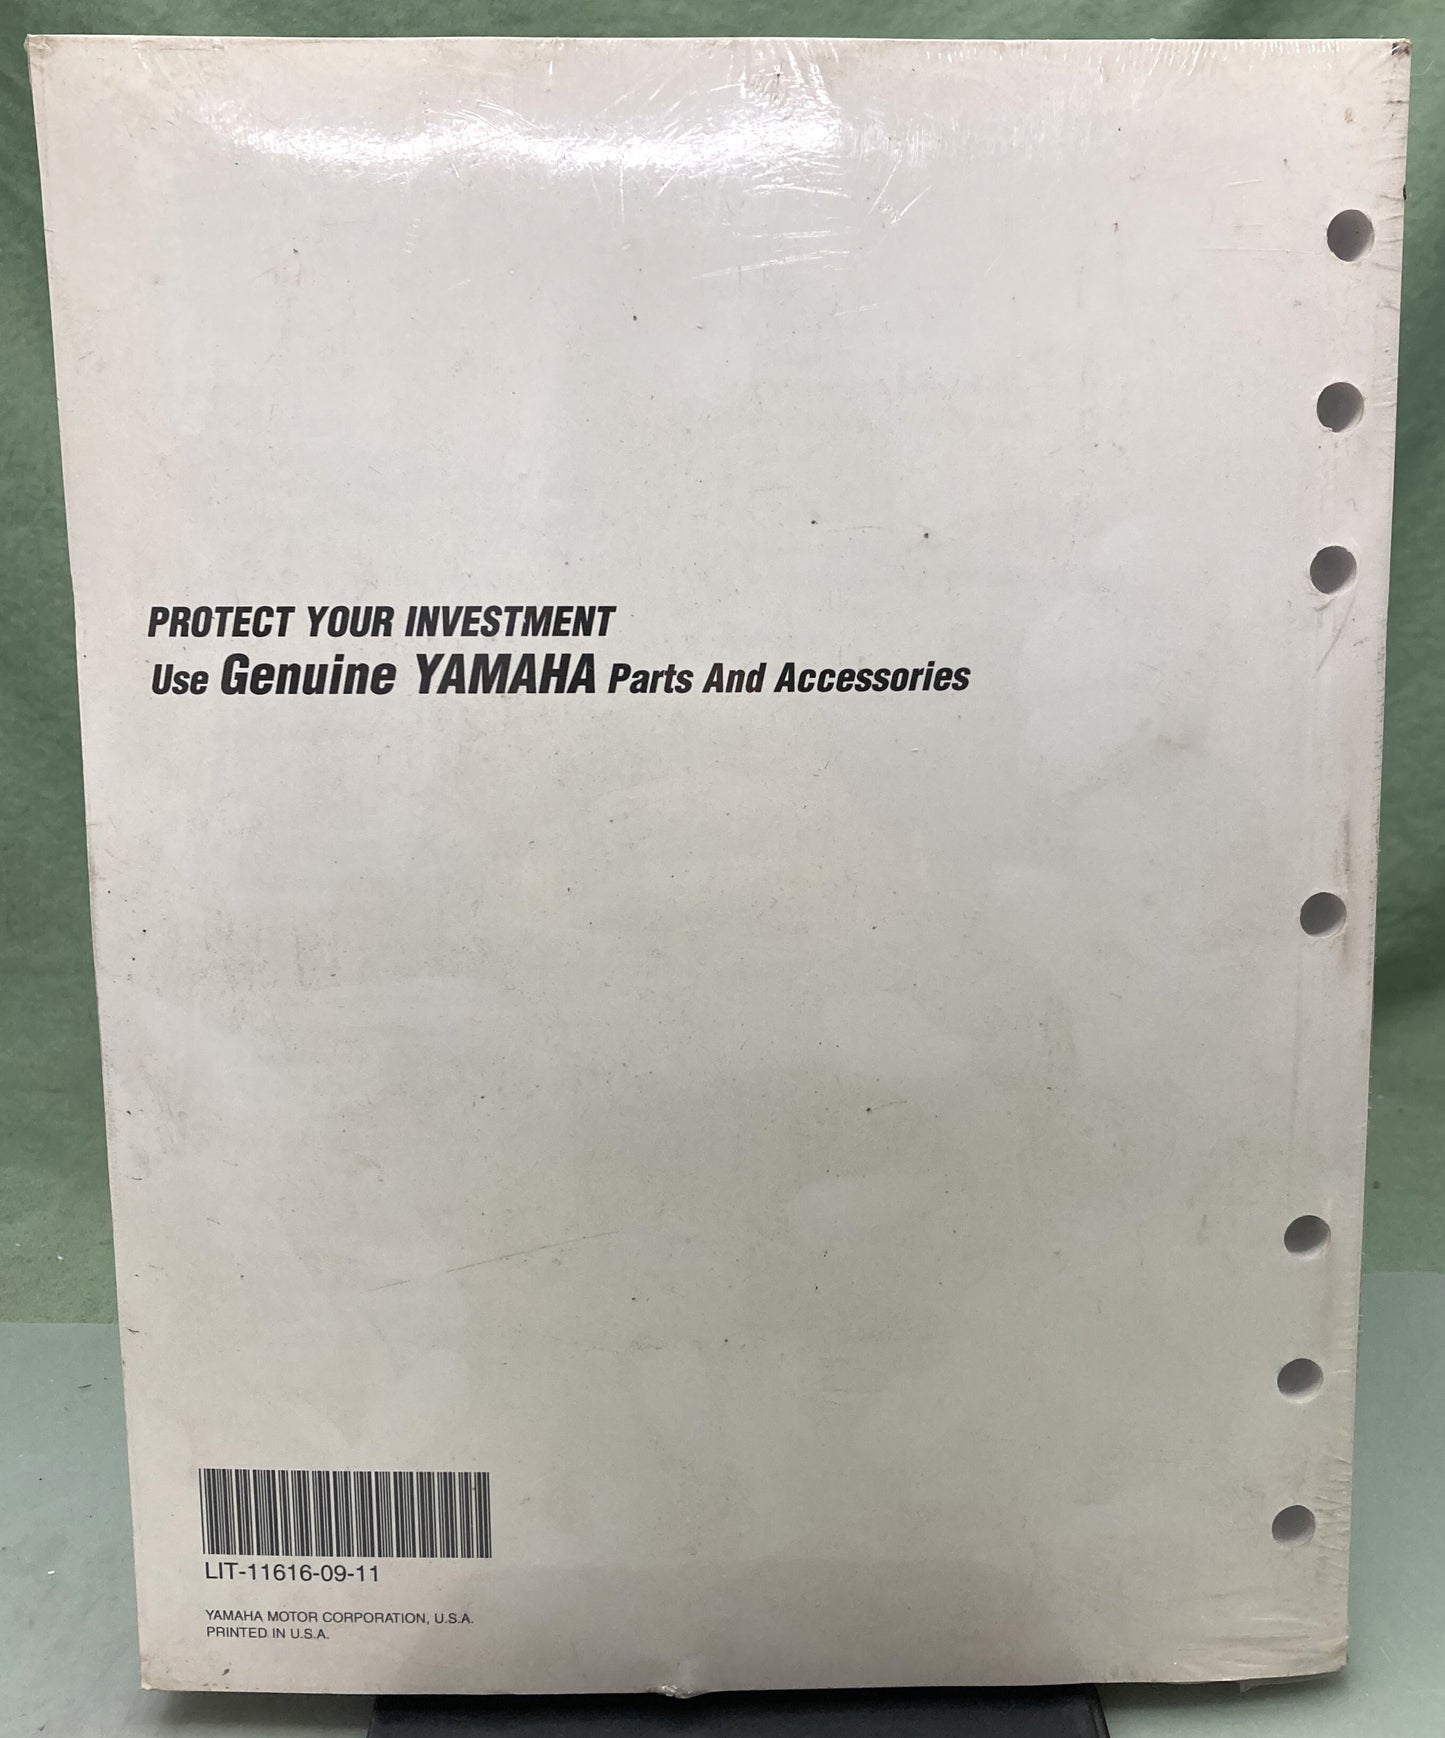 PROTECT YOUR INVESTMENT
Use Genuine YAMAHA Parts And Accessories
LIT-11616-09-11
YAMAHA MOTOR CORPORATION, U.S.A.
PRINTED IN U.S.A.